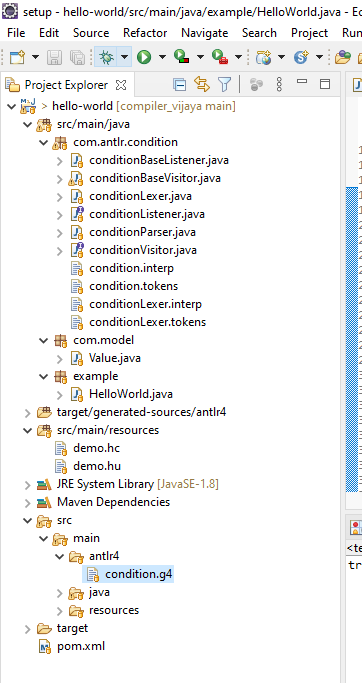 setup - hello-world/src/main/java/example/HelloWorld.java - Ec
File Edit Source Refactor Navigate Search Project
Project Explorer
> hello-world [compiler_vijaya main]
src/main/java
com.antlr.condition
conditionBaseListener.java
conditionBaseVisitor.java
conditionLexer.java
conditionListener.java
conditionParser.java
conditionVisitor.java
condition.interp
condition.tokens
conditionLexer.interp
conditionLexer.tokens
com.model
Value.java
example
HelloWorld.java
target/generated-sources/antlr4
src/main/resources
demo.hc
demo.hu
JRE System Library [JavaSE-1.8]
Maven Dependencies
src
main
antlr4
condition.g4
java
resources
target
pom.xml
<te
tr